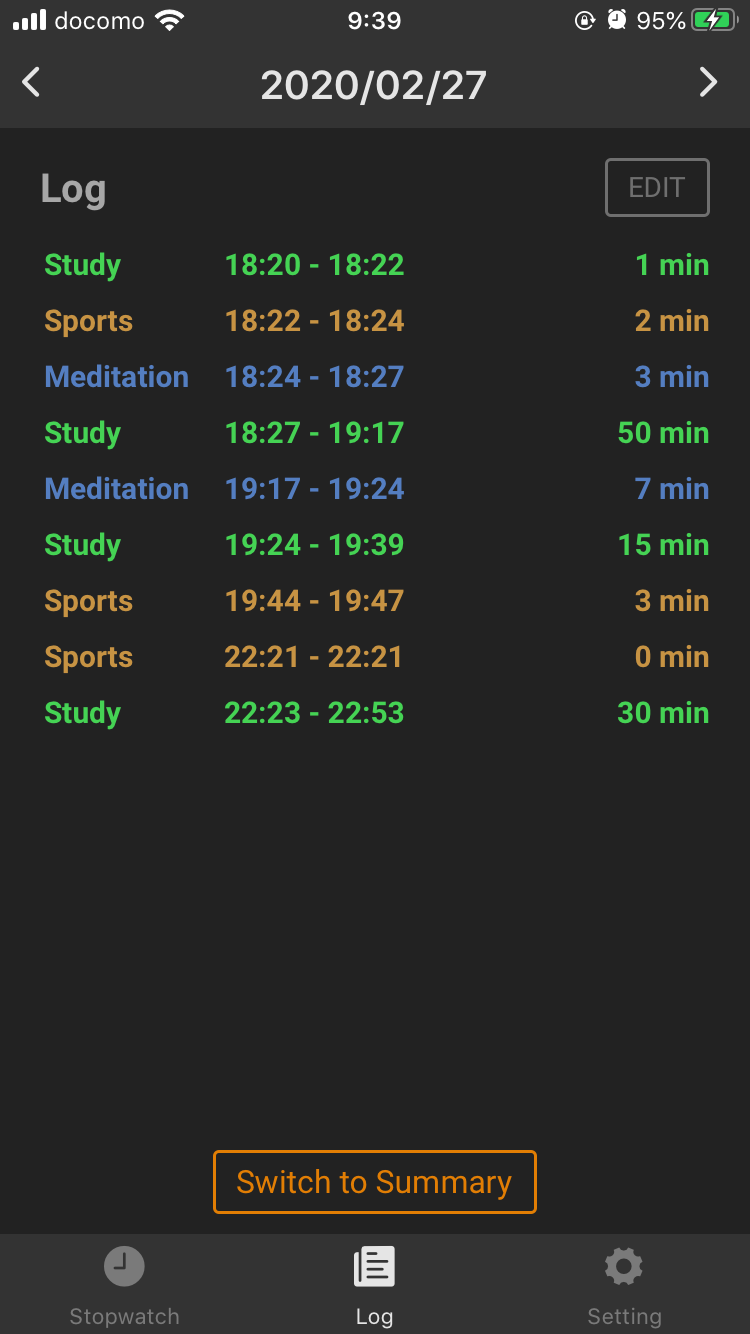 docomo 9:39 95%
2020/02/27
Log EDIT
Study 18:20 - 18:22 1 min
Sports 18:22 - 18:24 2 min
Meditation 18:24 - 18:27 3 min
Study 18:27 - 19:17 50 min
Meditation 19:17 - 19:24 7 min
Study 19:24 - 19:39 15 min
Sports 19:44 - 19:47 3 min
Sports 22:21 - 22:21 0 min
Study 22:23 - 22:53 30 min
Switch to Summary
Stopwatch Log Setting